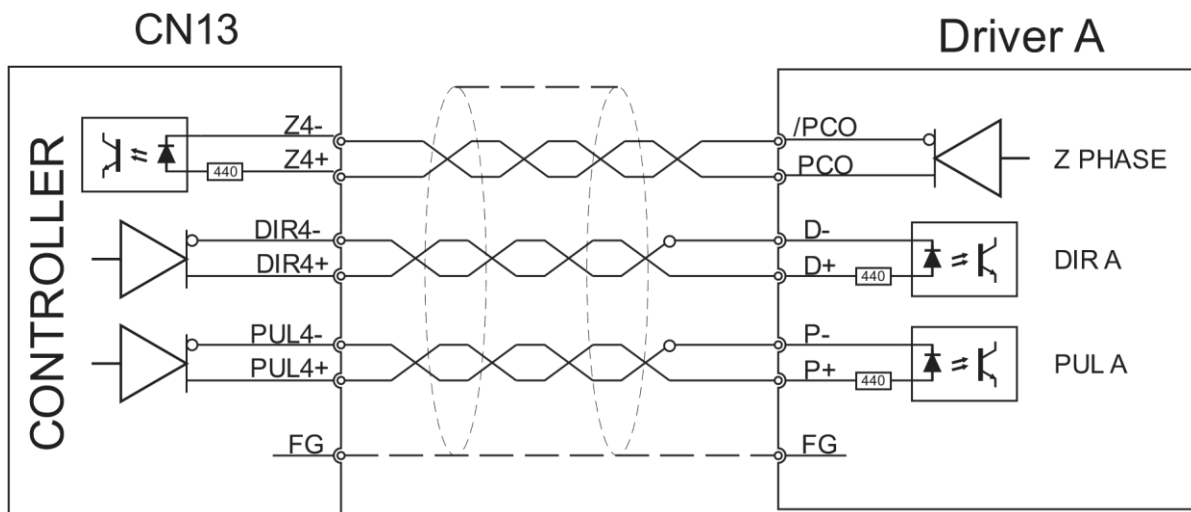 CN13
Driver A
CONTROLLER
Z4-
440
Z4+
/PCO
PCO
Z PHASE
DIR4-
DIR4+
D-
D+
440
DIR A
PUL4-
PUL4+
P-
P+
440
PUL A
FG
FG